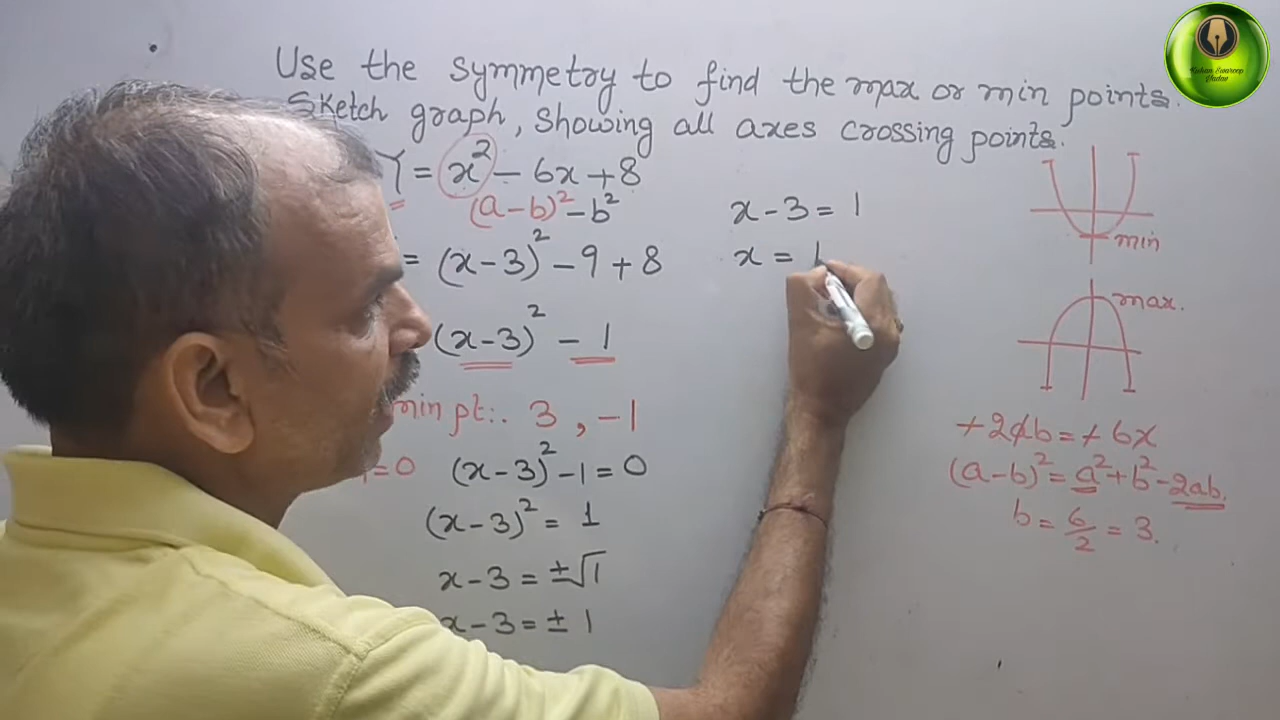 Use the symmetry to find the max or min points.
Sketch graph, showing all axes crossing points.
Y = x² - 6x + 8
(a-b)² - b²
= (x-3)² - 9 + 8
(x-3)² - 1
min pt:. 3 , -1
=0 (x-3)² - 1 = 0
(x-3)² = 1
x - 3 = ±√1
x - 3 = ± 1
x - 3 = 1
x = 1
min
max.
+2ab = +6x
(a-b)² = a² + b² - 2ab.
b = 6/2 = 3.